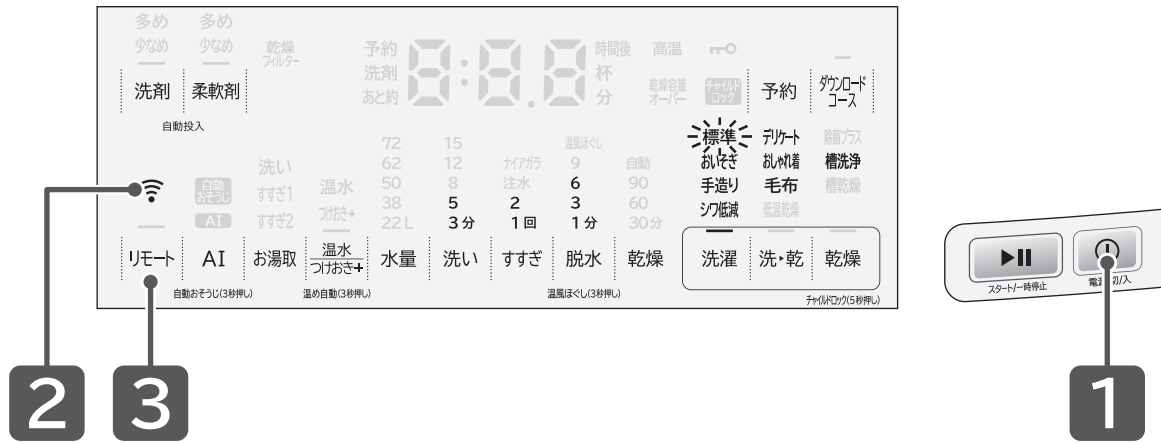 多め 多め
少なめ 少なめ
乾燥
フィルター
予約
洗剤
あと約
8:8.8
時間後
杯
分
高温
乾燥容量
オーバー
チャイルド
ロック
洗剤 柔軟剤
自動投入
予約
ダウンロード
コース
自動
おそうじ
AI
洗い
すすぎ1
すすぎ2
温水
つけおき+
72
62
50
38
22L
15
12
8
5
3分
ナイアガラ
注水
2
1回
温風ほぐし
9
6
3
1分
自動
90
60
30分
標準 デリケート 除菌プラス
おいそぎ おしゃれ着 槽洗浄
手造り 毛布 槽乾燥
シワ低減 低温乾燥
リモート AI お湯取 温水 水量 洗い すすぎ 脱水 乾燥 洗濯 洗・乾 乾燥
つけおき+
自動おそうじ(3秒押し) 温め自動(3秒押し) 温風ほぐし(3秒押し)
チャイルドロック(5秒押し)
スタート/一時停止
切/入
2 3 1